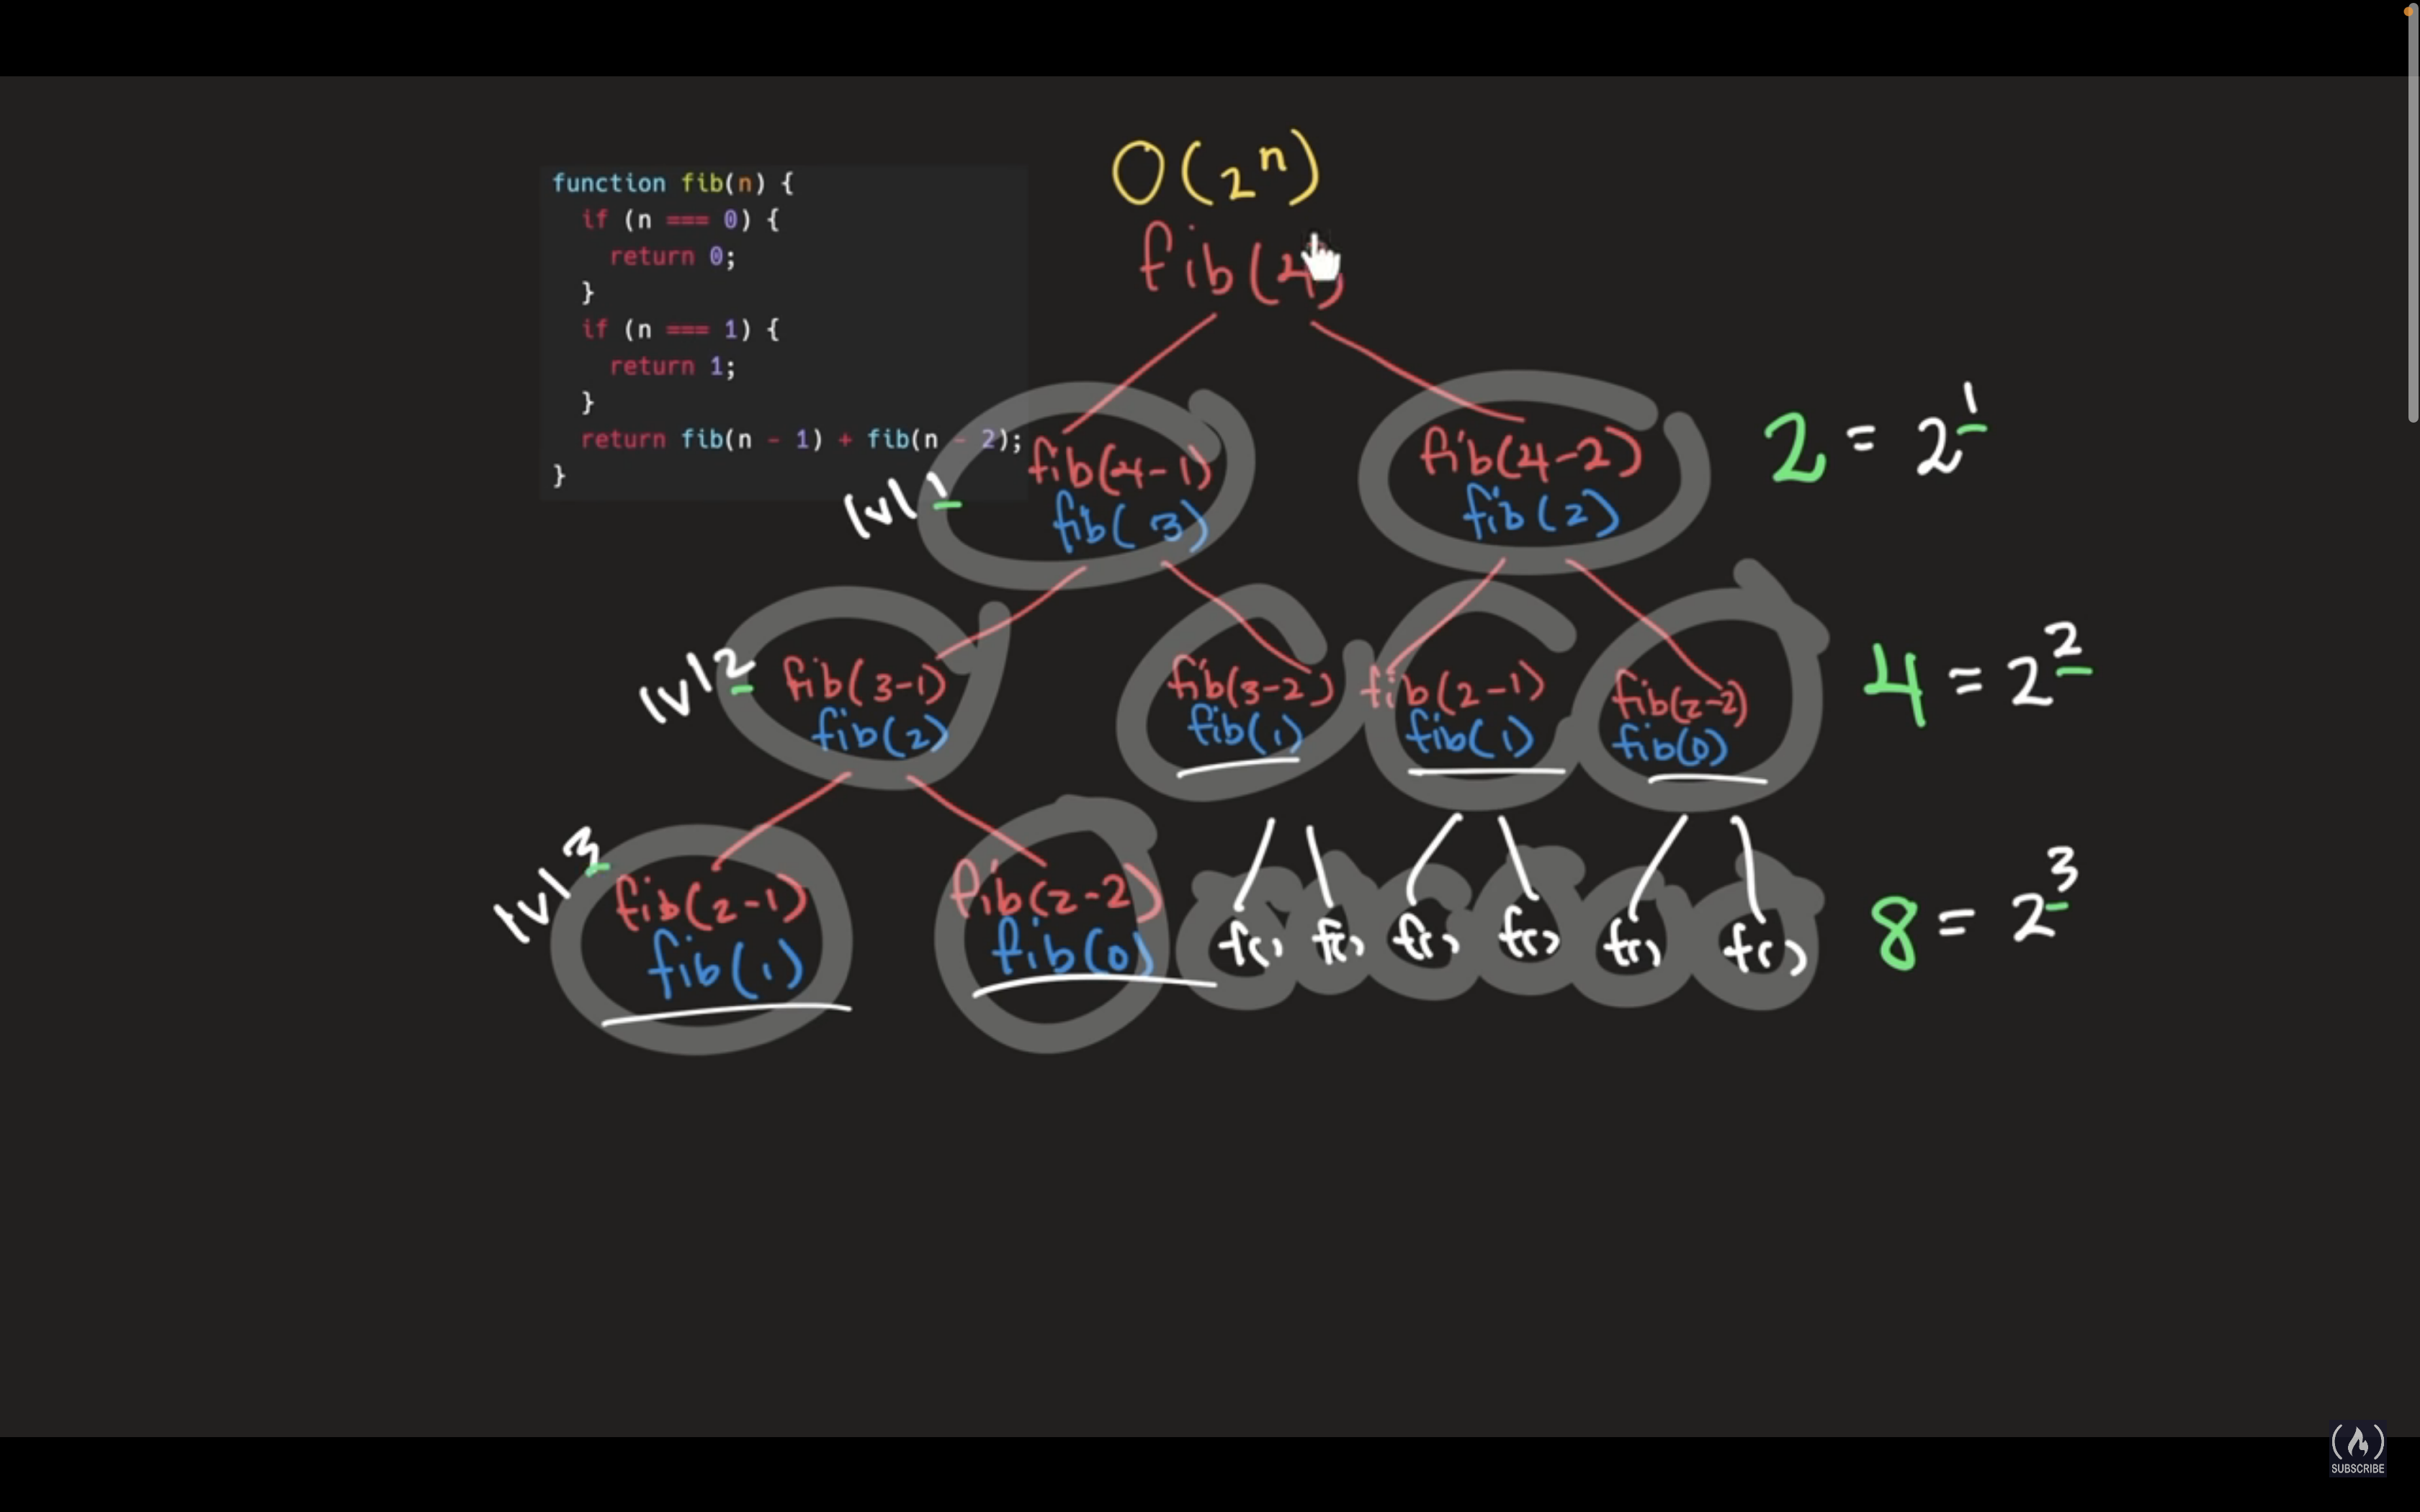 O(2^n)
function fib(n) {
if (n === 0) {
return 0;
}
if (n === 1) {
return 1;
}
return fib(n - 1) + fib(n - 2);
}
fib(4)
lvl 1
fib(4-1)
fib(3)
fib(4-2)
fib(2)
2 = 2^1
lvl 2
fib(3-1)
fib(2)
fib(3-2)
fib(1)
fib(2-1)
fib(1)
fib(2-2)
fib(0)
4 = 2^2
lvl 3
fib(2-1)
fib(1)
fib(2-2)
fib(0)
f() f() f() f() f() f()
8 = 2^3
SUBSCRIBE